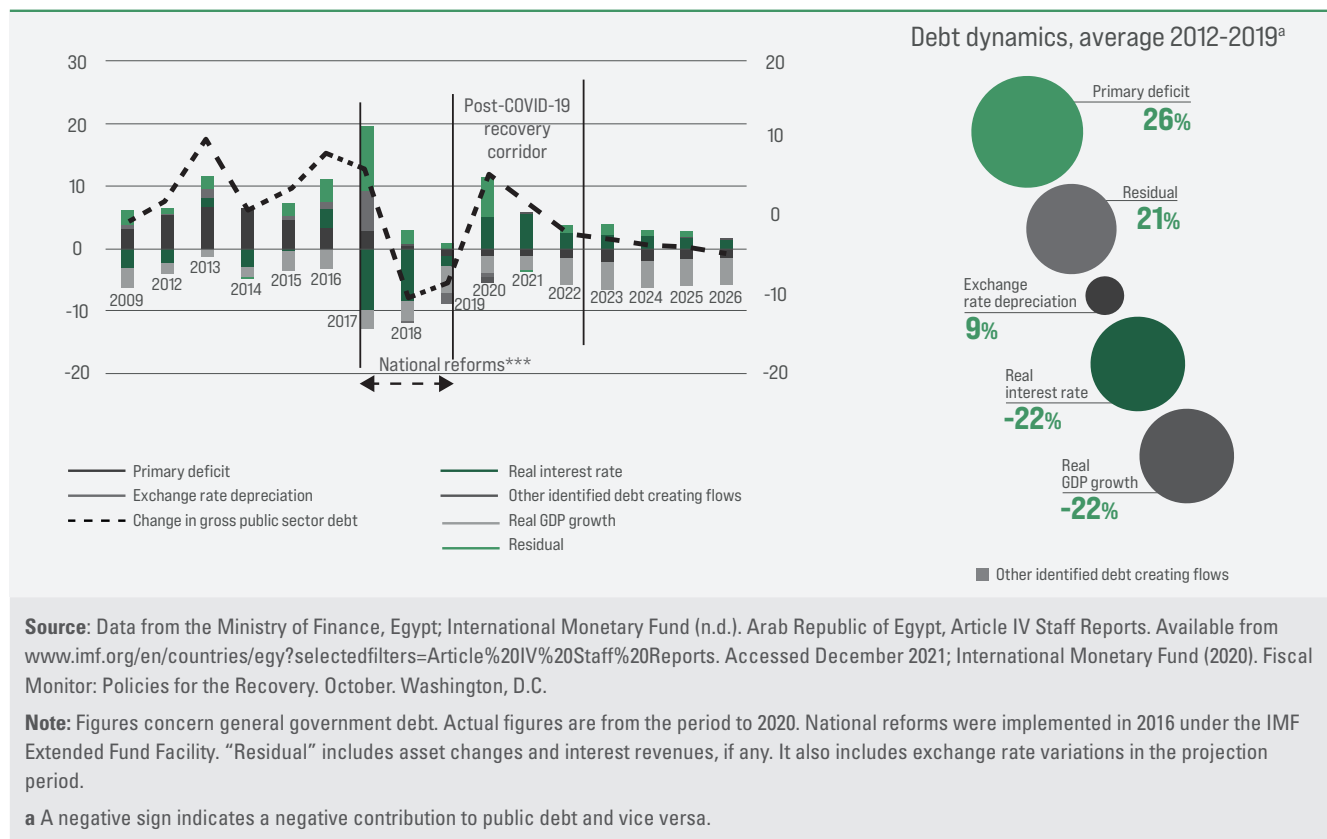 Debt dynamics, average 2012-2019a
30
20
10
0
-10
-20
20
10
0
-10
-20
Post-COVID-19
recovery
corridor
2009
2012
2013
2014
2015
2016
2017
2018
2019
2020
2021
2022
2023
2024
2025
2026
National reforms***
Primary deficit
Exchange rate depreciation
Change in gross public sector debt
Real interest rate
Other identified debt creating flows
Real GDP growth
Residual
Primary deficit
26%
Residual
21%
Exchange
rate depreciation
9%
Real
interest rate
-22%
Real
GDP growth
-22%
Other identified debt creating flows
Source: Data from the Ministry of Finance, Egypt; International Monetary Fund (n.d.). Arab Republic of Egypt, Article IV Staff Reports. Available from
www.imf.org/en/countries/egy?selectedfilters=Article%20IV%20Staff%20Reports. Accessed December 2021; International Monetary Fund (2020). Fiscal
Monitor: Policies for the Recovery. October. Washington, D.C.
Note: Figures concern general government debt. Actual figures are from the period to 2020. National reforms were implemented in 2016 under the IMF
Extended Fund Facility. “Residual” includes asset changes and interest revenues, if any. It also includes exchange rate variations in the projection
period.
a A negative sign indicates a negative contribution to public debt and vice versa.